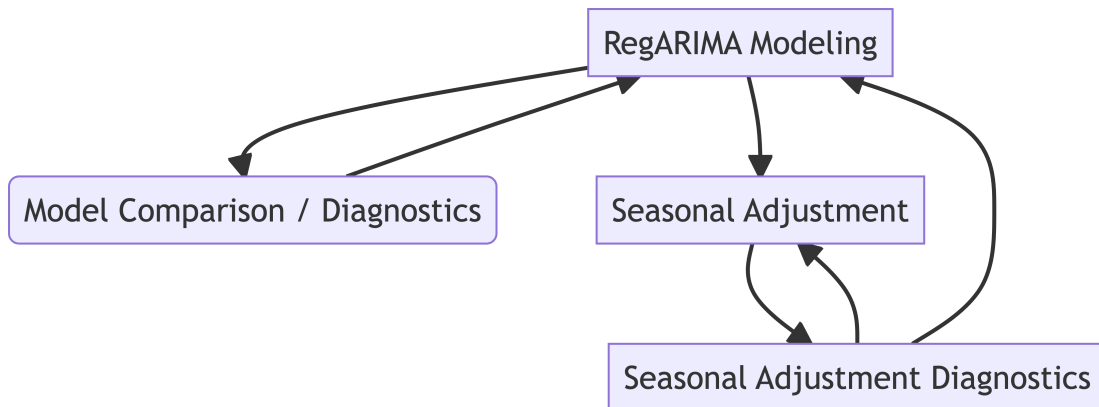 RegARIMA Modeling
Model Comparison / Diagnostics
Seasonal Adjustment
Seasonal Adjustment Diagnostics